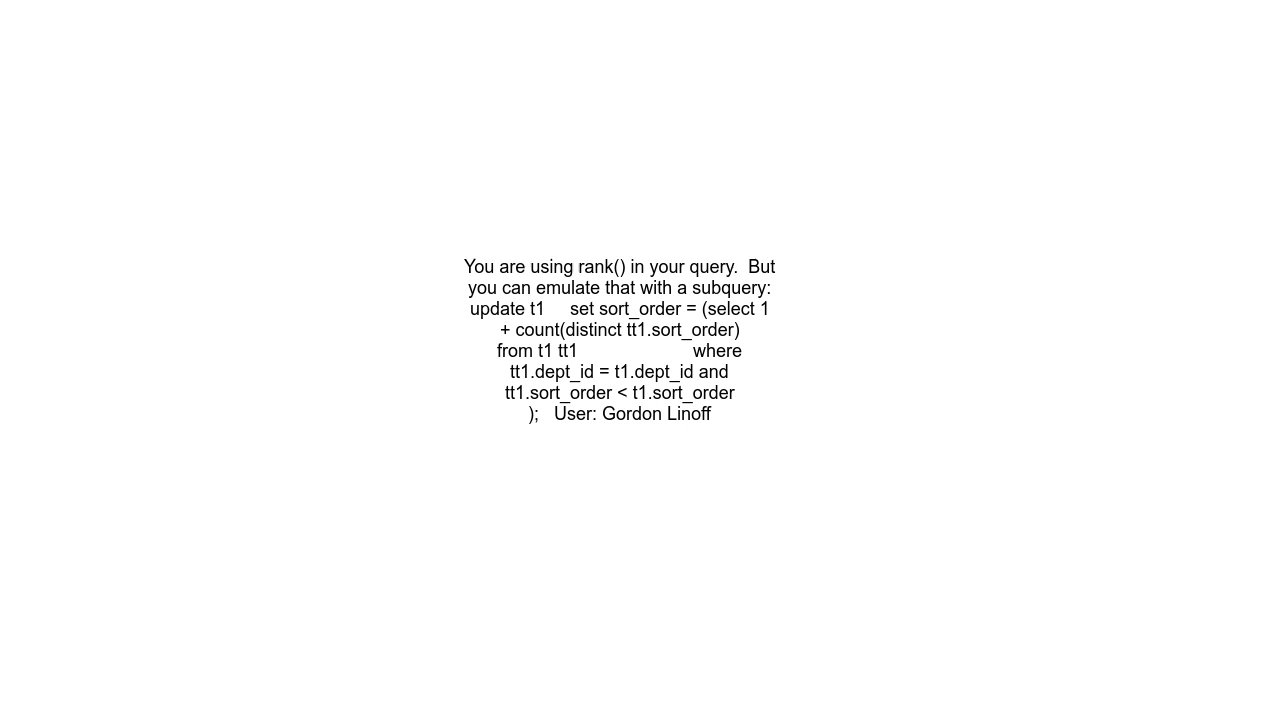 You are using rank() in your query.  But
you can emulate that with a subquery:
update t1     set sort_order = (select 1
+ count(distinct tt1.sort_order)
from t1 tt1                       where
tt1.dept_id = t1.dept_id and
tt1.sort_order < t1.sort_order
);   User: Gordon Linoff